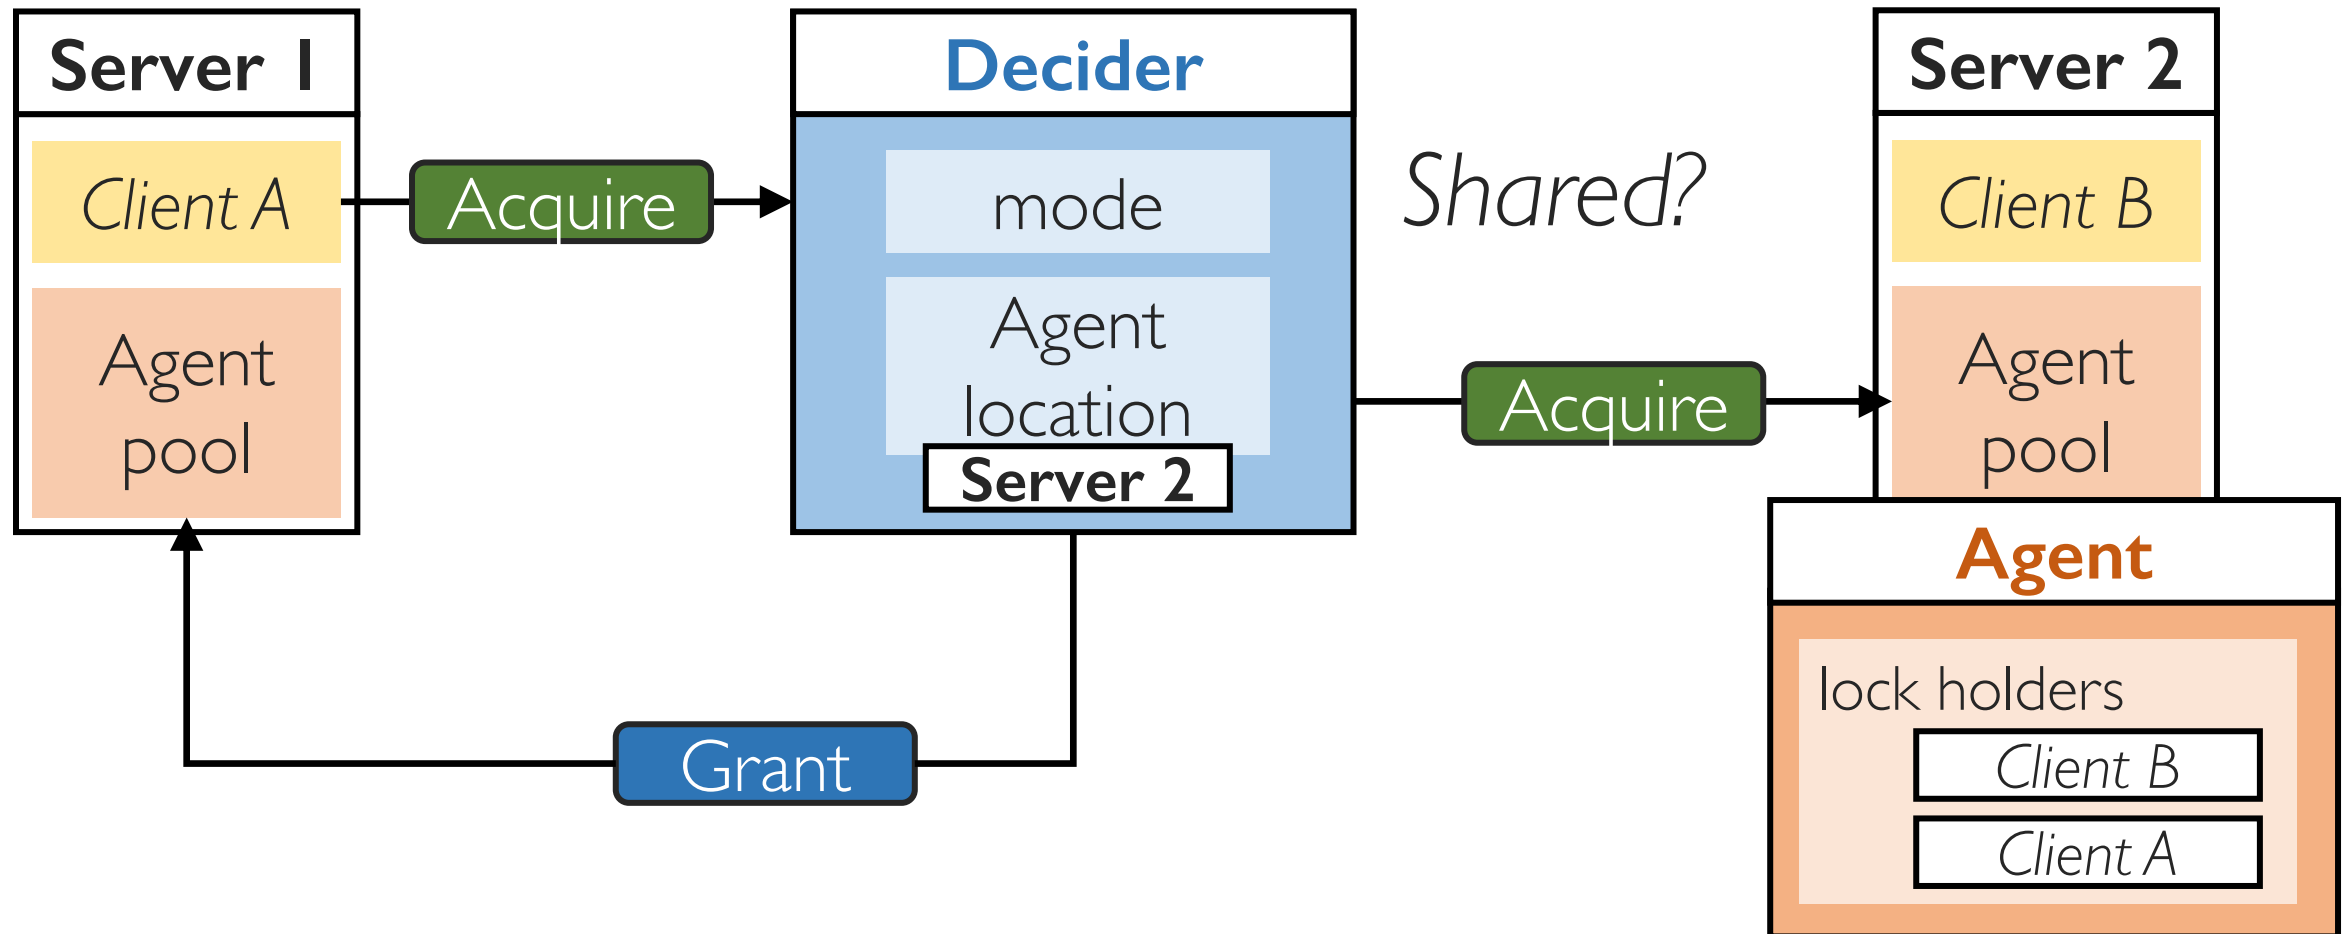 Server 1
Client A
Agent
pool
Acquire
Decider
mode
Agent
location
Server 2
Shared?
Acquire
Grant
Server 2
Client B
Agent
pool
Agent
lock holders
Client B
Client A